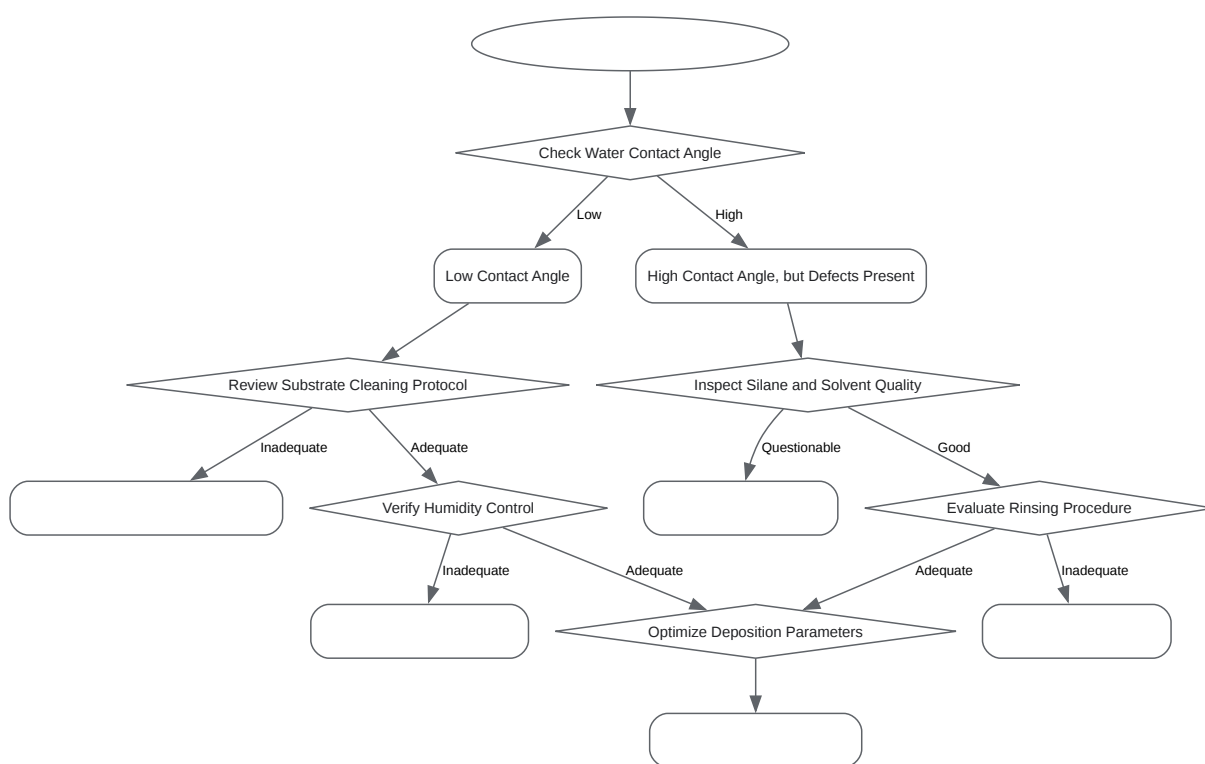 Check Water Contact Angle
Low
High
Low Contact Angle
High Contact Angle, but Defects Present
Review Substrate Cleaning Protocol
Inspect Silane and Solvent Quality
Inadequate
Adequate
Questionable
Good
Verify Humidity Control
Evaluate Rinsing Procedure
Inadequate
Adequate
Adequate
Inadequate
Optimize Deposition Parameters